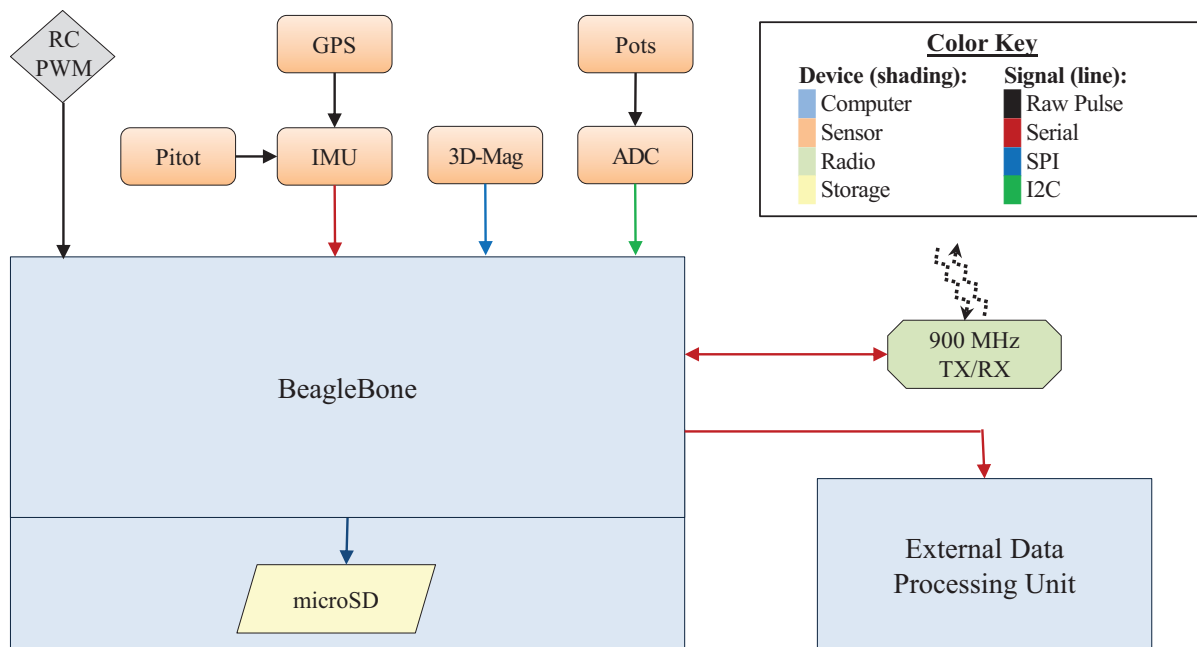 RC
PWM
GPS
Pots
Pitot
IMU
3D-Mag
ADC
Color Key
Device (shading):
Computer
Sensor
Radio
Storage
Signal (line):
Raw Pulse
Serial
SPI
I2C
BeagleBone
900 MHz
TX/RX
microSD
External Data
Processing Unit